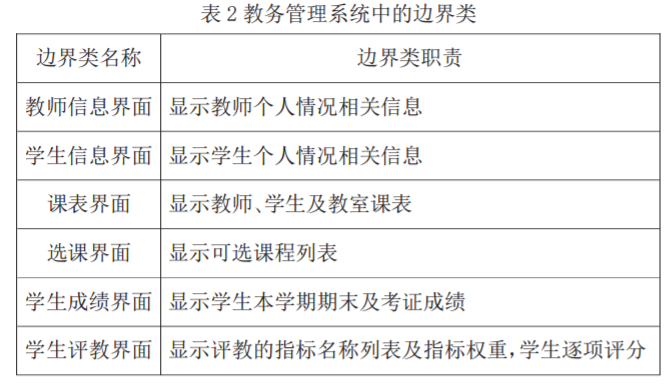 表 2 教务管理系统中的边界类
边界类名称 边界类职责
教师信息界面 显示教师个人情况相关信息
学生信息界面 显示学生个人情况相关信息
课表界面 显示教师、学生及教室课表
选课界面 显示可选课程列表
学生成绩界面 显示学生本学期期末及考证成绩
学生评教界面 显示评教的指标名称列表及指标权重,学生逐项评分